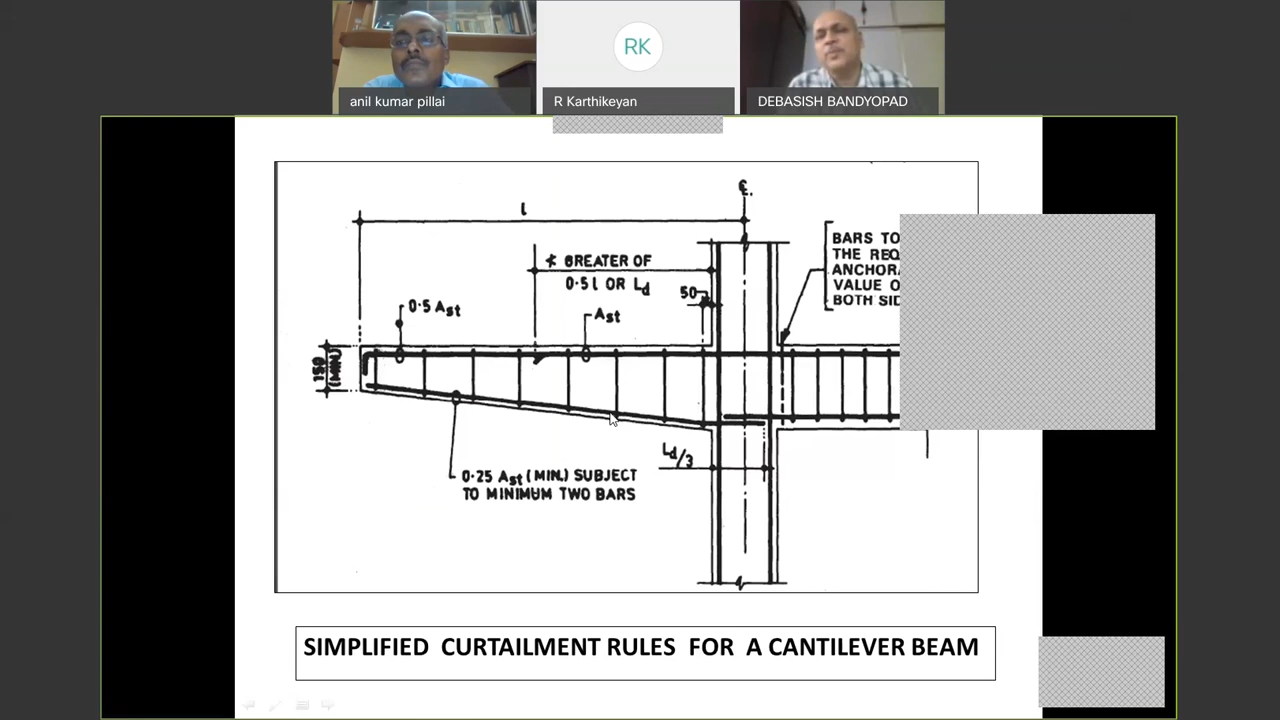 RK
anil kumar pillai
R Karthikeyan
DEBASISH BANDYOPAD
℄.
l
* GREATER OF
0·5 l OR Ld
50
BARS TO
THE REQ
ANCHORA
VALUE O
BOTH SID
0·5 Ast
Ast
150
(MIN.)
Ld/3
0·25 Ast (MIN.) SUBJECT
TO MINIMUM TWO BARS
SIMPLIFIED CURTAILMENT RULES FOR A CANTILEVER BEAM